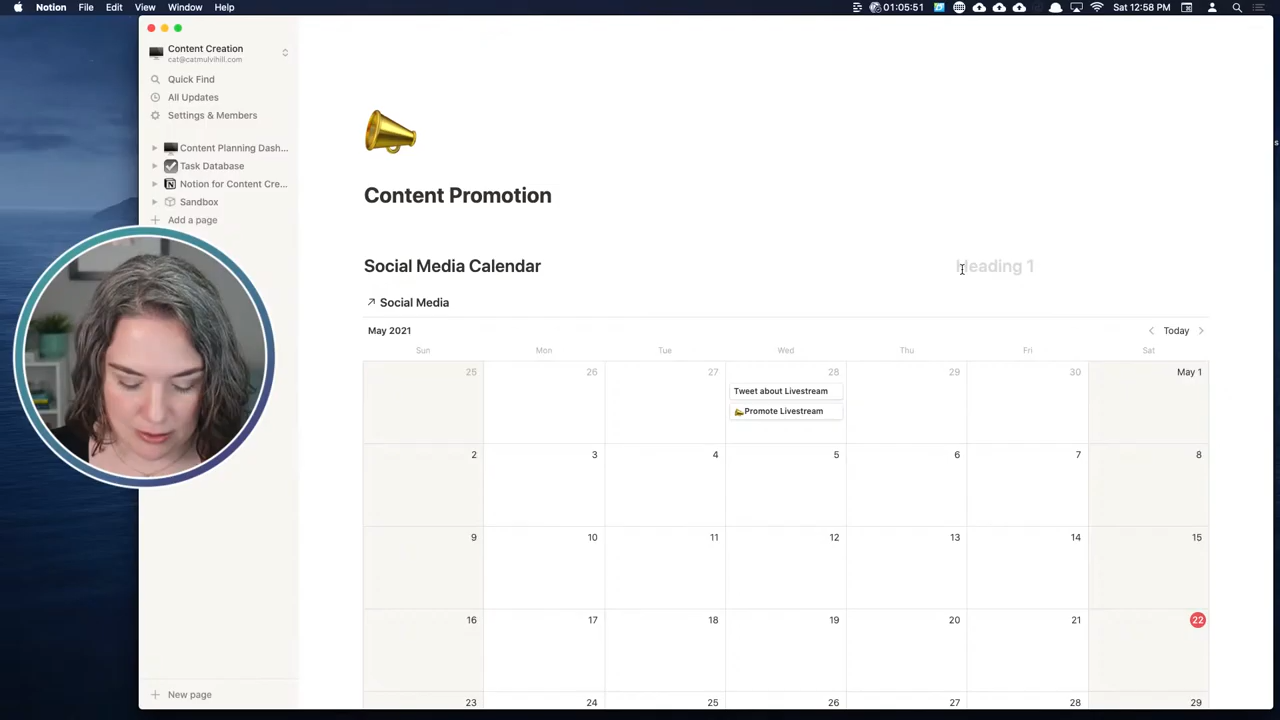 Notion File Edit View Window Help 01:05:51 Sat 12:58 PM
Content Creation
cat@catmulvihill.com
Quick Find
All Updates
Settings & Members
Content Planning Dash...
Task Database
Notion for Content Cre...
Sandbox
Add a page
Content Promotion
Social Media Calendar Heading 1
Social Media
May 2021 Today
Sun Mon Tue Wed Thu Fri Sat
25 26 27 28 29 30 May 1
Tweet about Livestream
Promote Livestream
2 3 4 5 6 7 8
9 10 11 12 13 14 15
16 17 18 19 20 21 22
23 24 25 26 27 28 29
New page